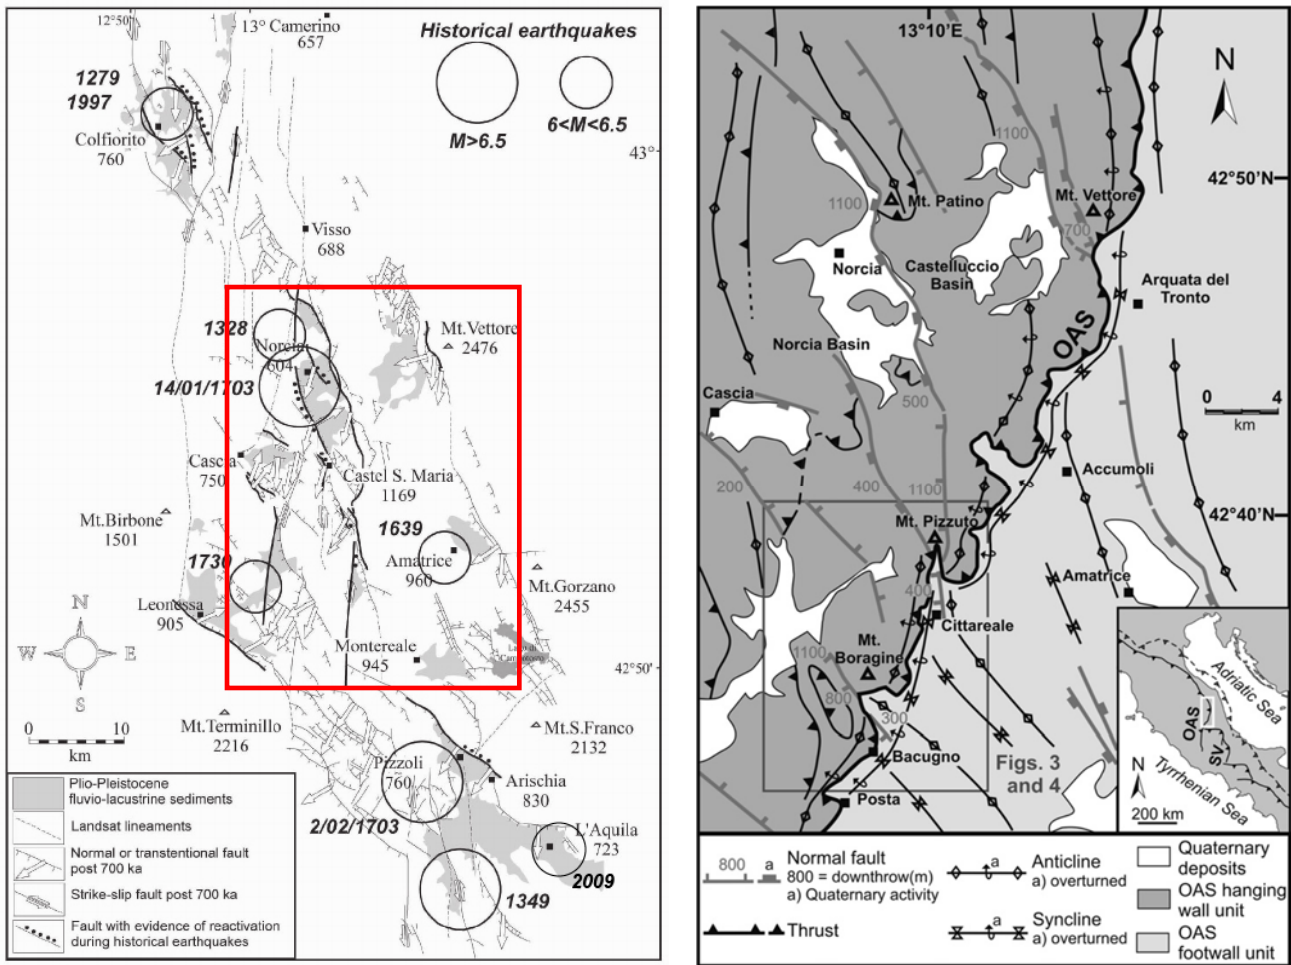 12°50'
13°
Camerino
657
Historical earthquakes
M>6.5
6<M<6.5
1279
1997
Colfiorito
760
43°
Visso
688
1328
Norcia
604
Mt.Vettore
2476
14/01/1703
Cascia
750
Castel S. Maria
1169
Mt.Birbone
1501
1639
Amatrice
960
1730
Mt.Gorzano
2455
Leonessa
905
N
W
E
S
Montereale
945
Lago di
Campotosto
42°50'
0
10
km
Mt.Terminillo
2216
Mt.S.Franco
2132
Pizzoli
760
Arischia
830
2/02/1703
L'Aquila
723
2009
1349
Plio-Pleistocene
fluvio-lacustrine sediments
Landsat lineaments
Normal or transtentional fault
post 700 ka
Strike-slip fault post 700 ka
Fault with evidence of reactivation
during historical earthquakes
13°10'E
N
1100
42°50'N
1100
Mt. Patino
Mt. Vettore
700
Norcia
Castelluccio
Basin
Arquata del
Tronto
OAS
Norcia Basin
Cascia
500
0
4
km
Accumoli
200
400
1100
42°40'N
Mt. Pizzuto
Amatrice
400
Cittareale
Mt.
Boragine
1100
800
300
Bacugno
Figs. 3
and 4
Posta
Adriatic Sea
OAS
SV
Tyrrhenian Sea
N
200 km
800
a
Normal fault
800 = downthrow(m)
a) Quaternary activity
Thrust
a
Anticline
a) overturned
a
Syncline
a) overturned
Quaternary
deposits
OAS hanging
wall unit
OAS
footwall unit